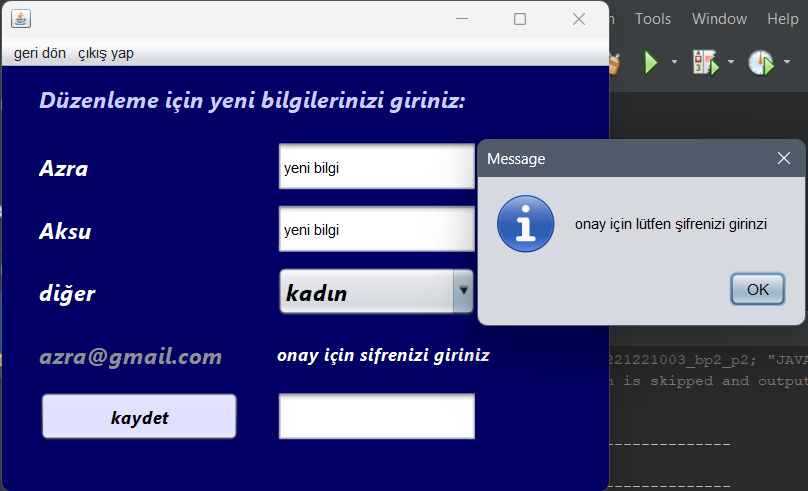 Tools Window Help
geri dön çıkış yap
Düzenleme için yeni bilgilerinizi giriniz:
Azra
yeni bilgi
Aksu
yeni bilgi
diğer
kadın
azra@gmail.com
onay için sifrenizi giriniz
kaydet
Message
onay için lütfen şifrenizi girinzi
OK
221221003_bp2_p2; "JAVA
is skipped and output